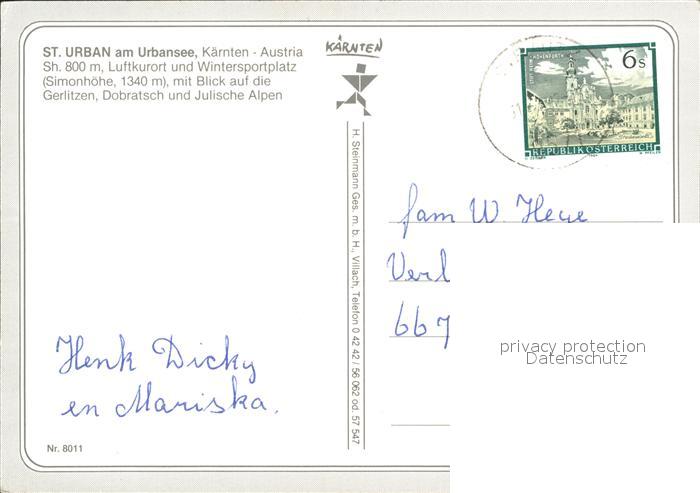 ST. URBAN am Urbansee, Kärnten - Austria
Sh. 800 m, Luftkurort und Wintersportplatz
(Simonhöhe, 1340 m), mit Blick auf die
Gerlitzen, Dobratsch und Julische Alpen
KÄRNTEN
6s
REPUBLIK ÖSTERREICH
H. Steinmann Ges. m. b. H., Villach, Telefon 0 42 42 / 56 062 od. 57 547
fam W. Heue
Verl
667
privacy protection
Datenschutz
Henk Dicky
en Mariska.
Nr. 8011